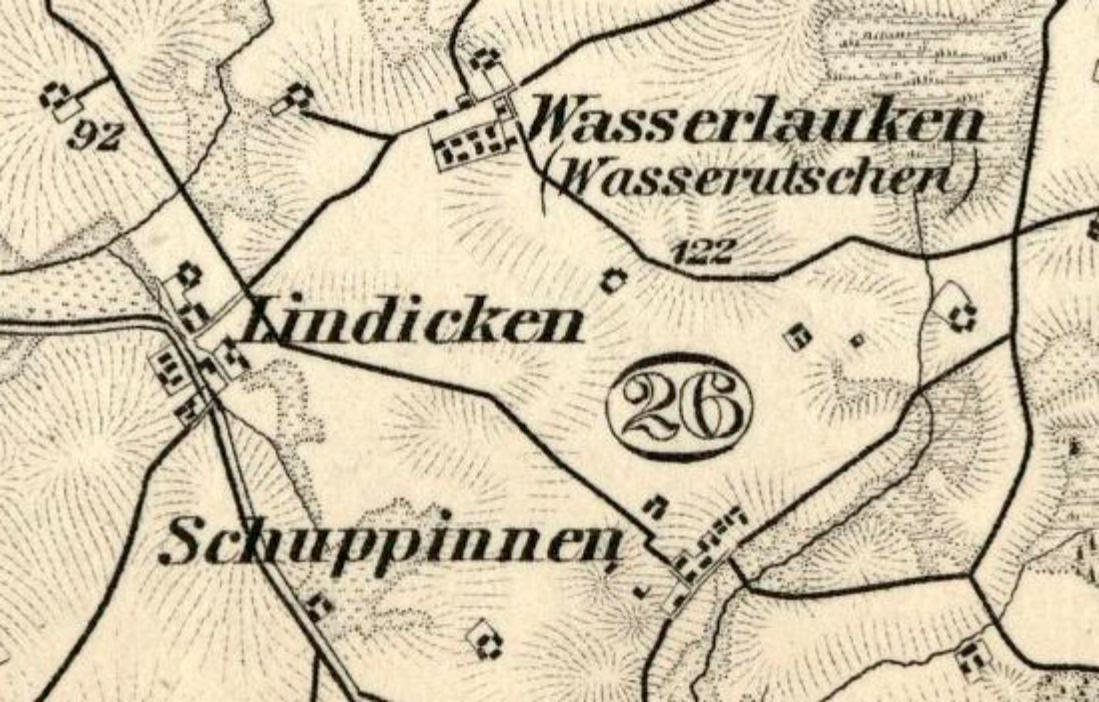 92
Wasserlauken
(Wasserutschen)
122
Lindicken
26
Schuppinnen